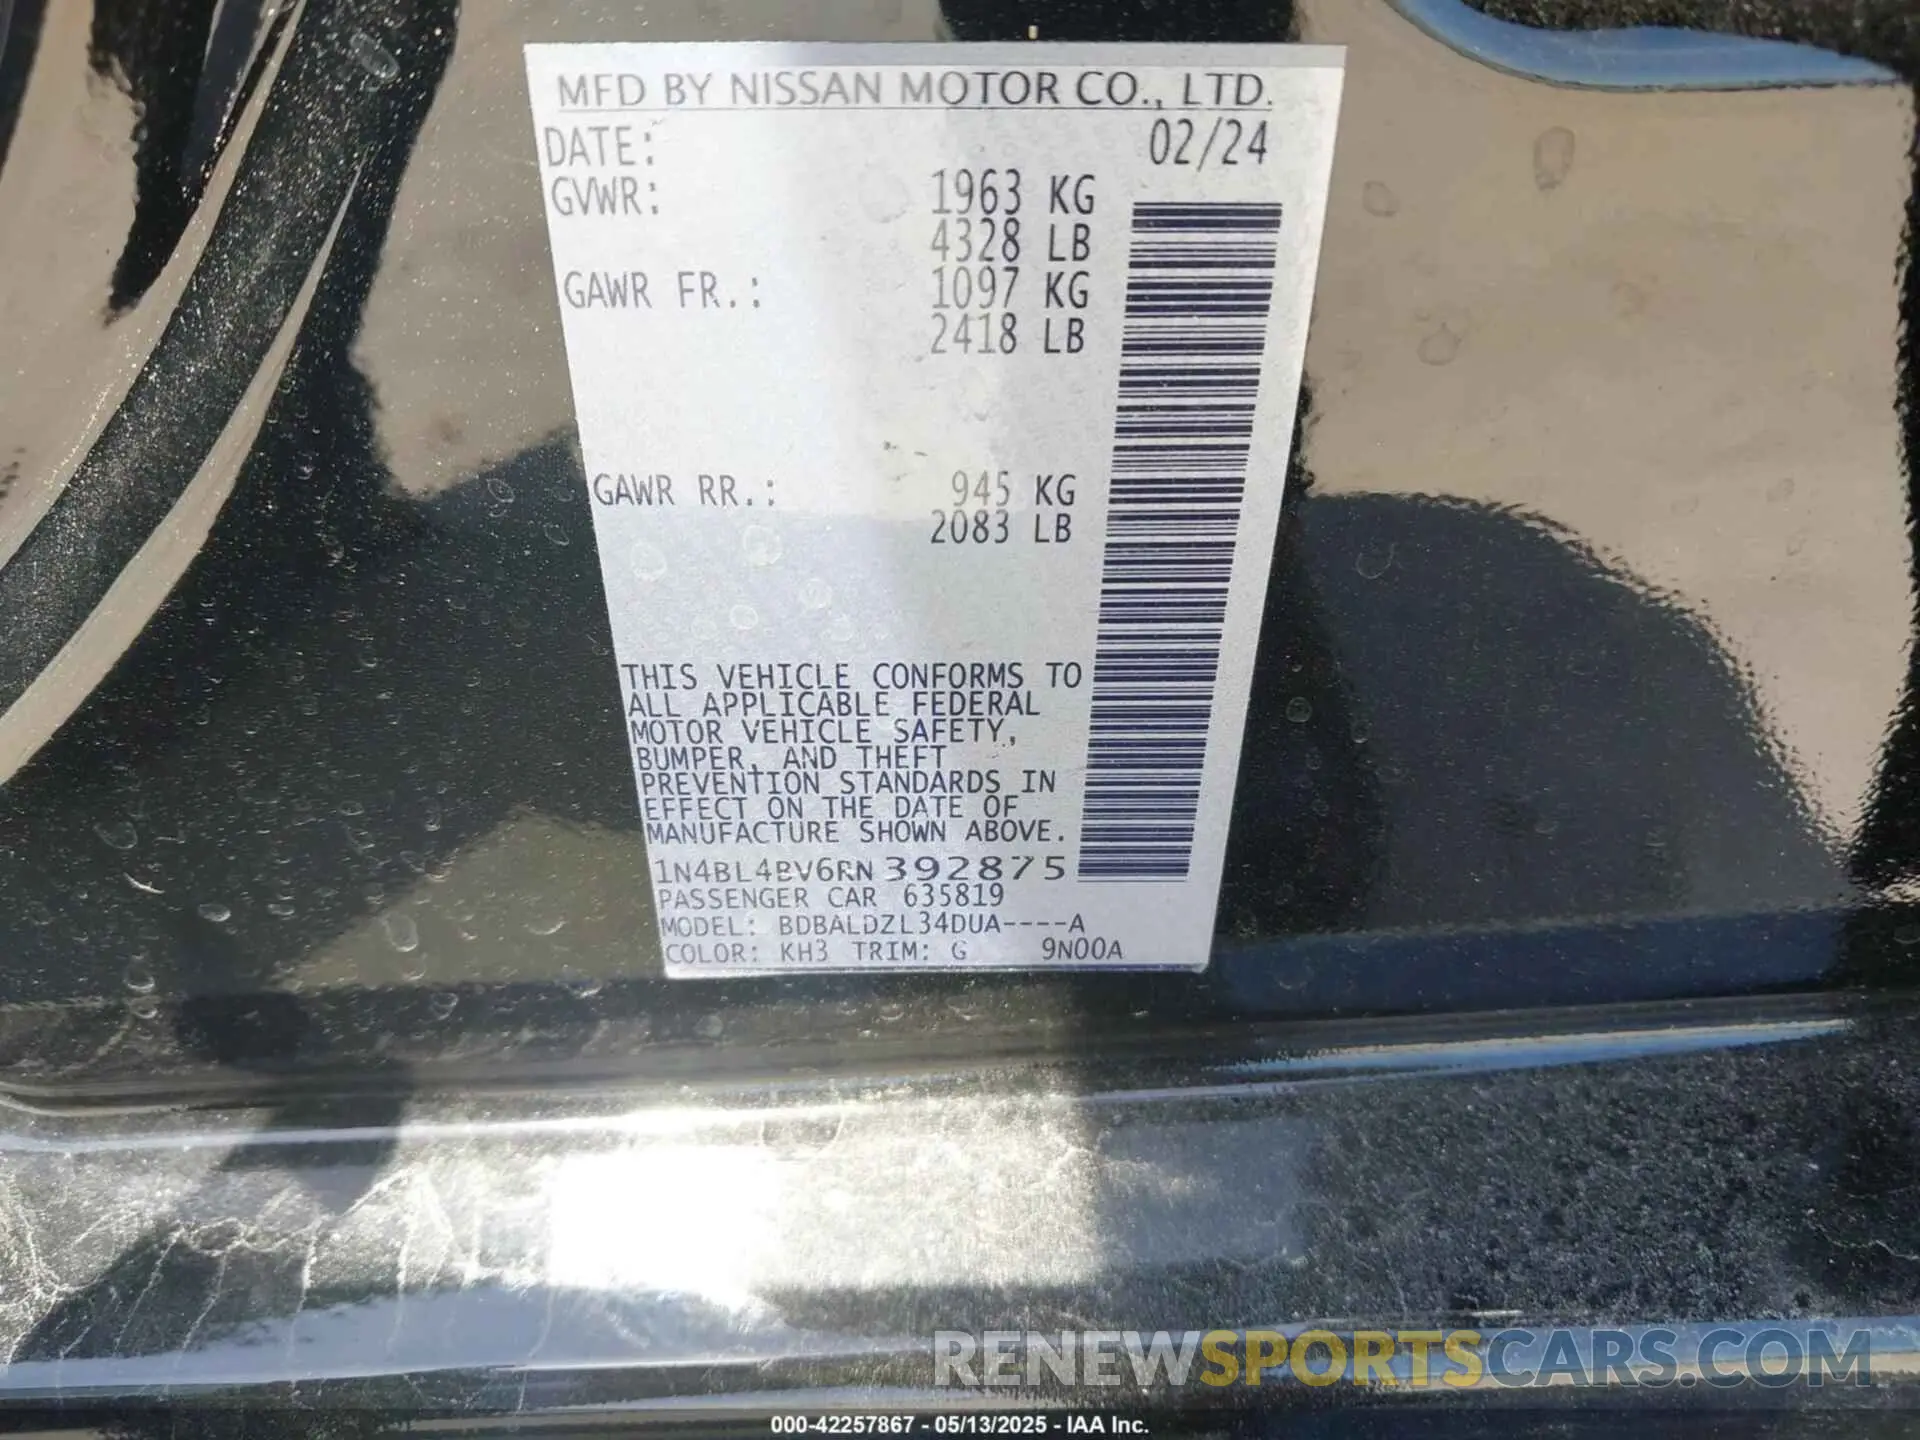 MFD BY NISSAN MOTOR CO., LTD.
DATE: 02/24
GVWR: 1963 KG
4328 LB
GAWR FR.: 1097 KG
2418 LB
GAWR RR.: 945 KG
2083 LB
THIS VEHICLE CONFORMS TO
ALL APPLICABLE FEDERAL
MOTOR VEHICLE SAFETY,
BUMPER, AND THEFT
PREVENTION STANDARDS IN
EFFECT ON THE DATE OF
MANUFACTURE SHOWN ABOVE.
1N4BL4BV6RN392875
PASSENGER CAR 635819
MODEL: BDBALDZL34DUA----A
COLOR: KH3 TRIM: G 9N00A
RENEWSPORTSCARS.COM
000-42257867 - 05/13/2025 - IAA Inc.